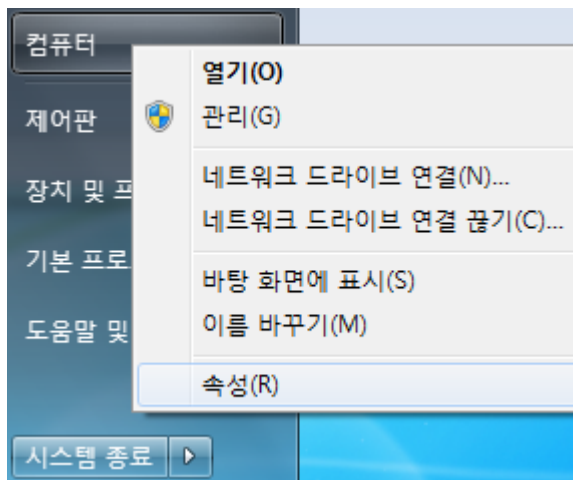 컴퓨터
열기(O)
제어판
관리(G)
장치 및
네트워크 드라이브 연결(N)...
네트워크 드라이브 연결 끊기(C)...
기본 프로
바탕 화면에 표시(S)
도움말 및
이름 바꾸기(M)
속성(R)
시스템 종료